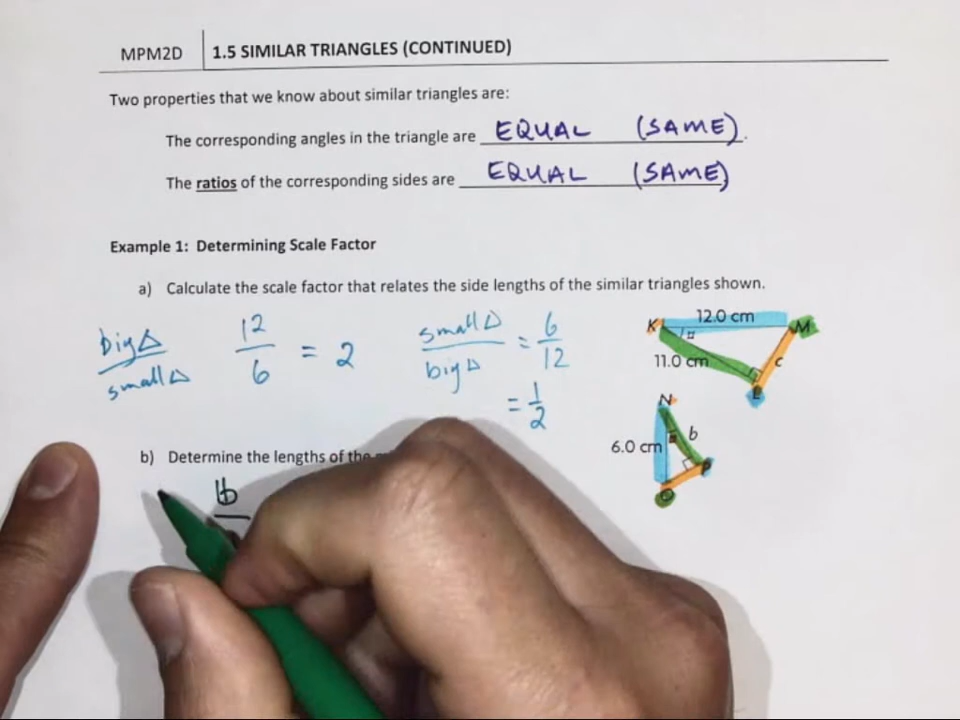 MPM2D 1.5 SIMILAR TRIANGLES (CONTINUED)
Two properties that we know about similar triangles are:
The corresponding angles in the triangle are EQUAL (SAME).
The ratios of the corresponding sides are EQUAL (SAME)
Example 1: Determining Scale Factor
a) Calculate the scale factor that relates the side lengths of the similar triangles shown.
big△ / small△ 12/6 = 2
small△ / big△ = 6/12
= 1/2
K 12.0 cm M
11.0 cm c
L
N
6.0 cm b
P
O
b) Determine the lengths of the
b